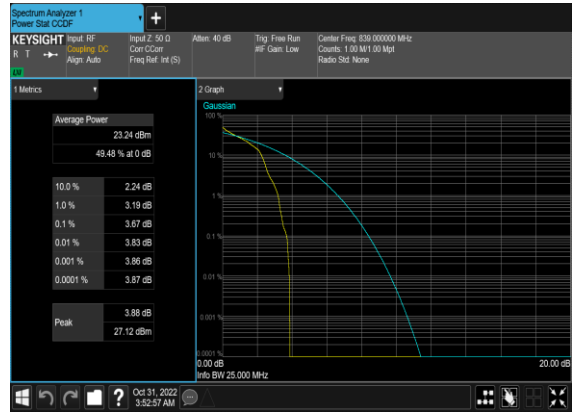 Spectrum Analyzer 1
Power Stat CCDF
KEYSIGHT
R T
LXI
Input: RF
Coupling: DC
Align: Auto
Input Z: 50 Ω
Corr CCorr
Freq Ref: Int (S)
Atten: 40 dB
Trig: Free Run
#IF Gain: Low
Center Freq: 839.000000 MHz
Counts: 1.00 M/1.00 Mpt
Radio Std: None
1 Metrics
Average Power
23.24 dBm
49.48 % at 0 dB
10.0 % 2.24 dB
1.0 % 3.19 dB
0.1 % 3.67 dB
0.01 % 3.83 dB
0.001 % 3.86 dB
0.0001 % 3.87 dB
Peak
3.88 dB
27.12 dBm
2 Graph
Gaussian
100 %
10 %
1 %
0.1 %
0.01 %
0.001 %
0.0001 %
0.00 dB 20.00 dB
Info BW 25.000 MHz
Oct 31, 2022
3:52:57 AM